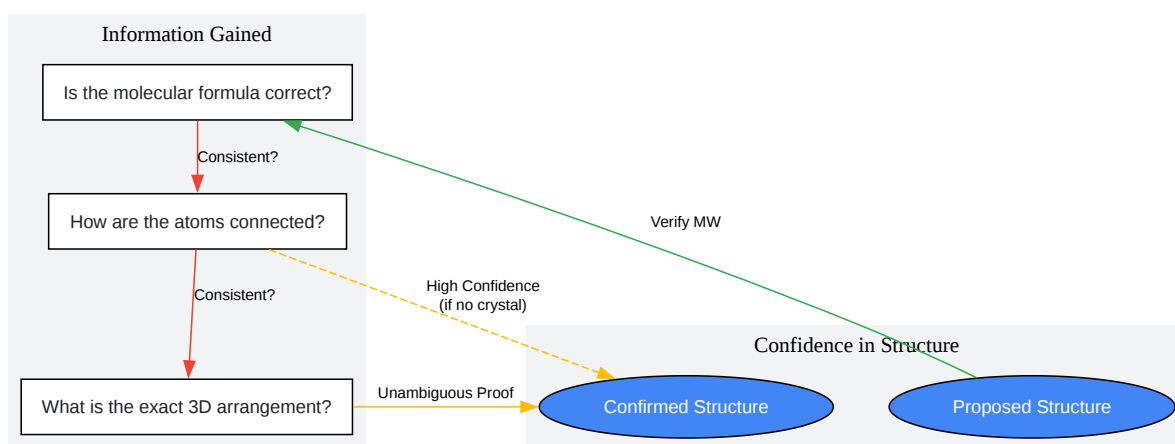 Information Gained
Is the molecular formula correct?
Consistent?
How are the atoms connected?
Verify MW
Consistent?
High Confidence
(if no crystal)
Confidence in Structure
What is the exact 3D arrangement?
Unambiguous Proof
Confirmed Structure
Proposed Structure